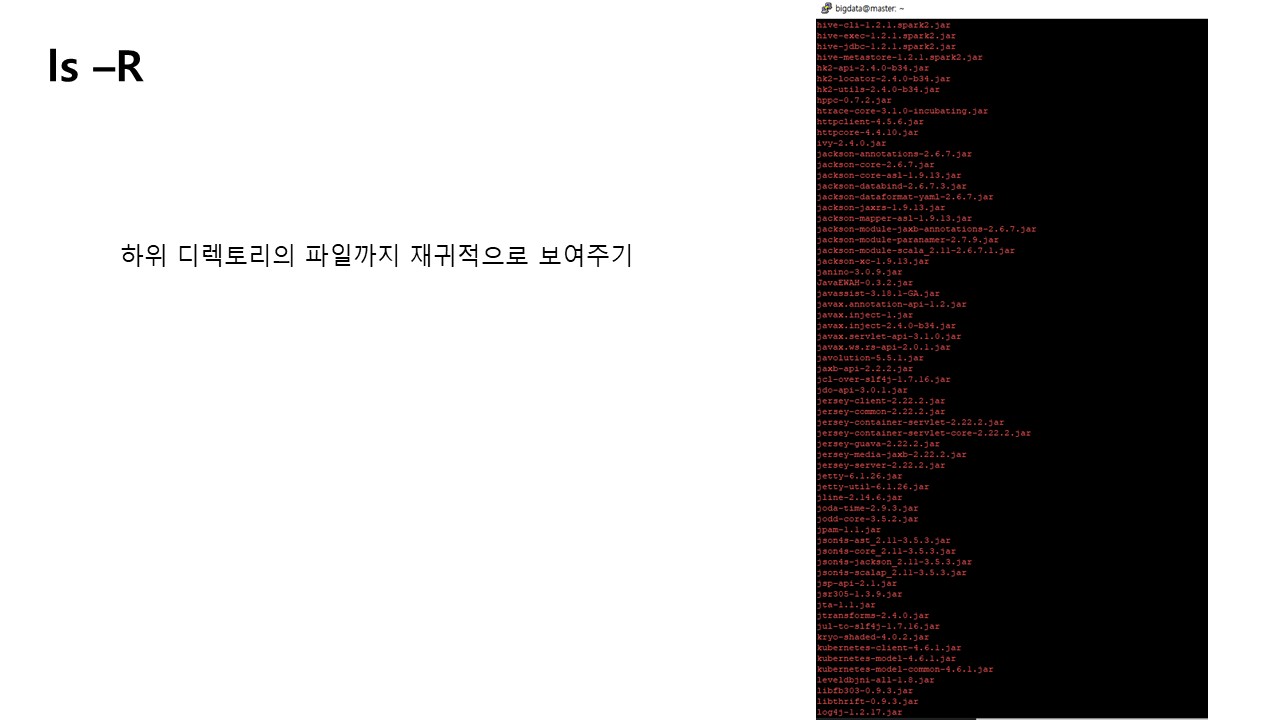 ls –R
하위 디렉토리의 파일까지 재귀적으로 보여주기
bigdata@master: ~
hive-cli-1.2.1.spark2.jar
hive-exec-1.2.1.spark2.jar
hive-jdbc-1.2.1.spark2.jar
hive-metastore-1.2.1.spark2.jar
hk2-api-2.4.0-b34.jar
hk2-locator-2.4.0-b34.jar
hk2-utils-2.4.0-b34.jar
hppc-0.7.2.jar
htrace-core-3.1.0-incubating.jar
httpclient-4.5.6.jar
httpcore-4.4.10.jar
ivy-2.4.0.jar
jackson-annotations-2.6.7.jar
jackson-core-2.6.7.jar
jackson-core-asl-1.9.13.jar
jackson-databind-2.6.7.3.jar
jackson-dataformat-yaml-2.6.7.jar
jackson-jaxrs-1.9.13.jar
jackson-mapper-asl-1.9.13.jar
jackson-module-jaxb-annotations-2.6.7.jar
jackson-module-paranamer-2.7.9.jar
jackson-module-scala_2.11-2.6.7.1.jar
jackson-xc-1.9.13.jar
janino-3.0.9.jar
JavaEWAH-0.3.2.jar
javassist-3.18.1-GA.jar
javax.annotation-api-1.2.jar
javax.inject-1.jar
javax.inject-2.4.0-b34.jar
javax.servlet-api-3.1.0.jar
javax.ws.rs-api-2.0.1.jar
javolution-5.5.1.jar
jaxb-api-2.2.2.jar
jcl-over-slf4j-1.7.16.jar
jdo-api-3.0.1.jar
jersey-client-2.22.2.jar
jersey-common-2.22.2.jar
jersey-container-servlet-2.22.2.jar
jersey-container-servlet-core-2.22.2.jar
jersey-guava-2.22.2.jar
jersey-media-jaxb-2.22.2.jar
jersey-server-2.22.2.jar
jetty-6.1.26.jar
jetty-util-6.1.26.jar
jline-2.14.6.jar
joda-time-2.9.3.jar
jodd-core-3.5.2.jar
jpam-1.1.jar
json4s-ast_2.11-3.5.3.jar
json4s-core_2.11-3.5.3.jar
json4s-jackson_2.11-3.5.3.jar
json4s-scalap_2.11-3.5.3.jar
jsp-api-2.1.jar
jsr305-1.3.9.jar
jta-1.1.jar
jtransforms-2.4.0.jar
jul-to-slf4j-1.7.16.jar
kryo-shaded-4.0.2.jar
kubernetes-client-4.6.1.jar
kubernetes-model-4.6.1.jar
kubernetes-model-common-4.6.1.jar
leveldbjni-all-1.8.jar
libfb303-0.9.3.jar
libthrift-0.9.3.jar
log4j-1.2.17.jar